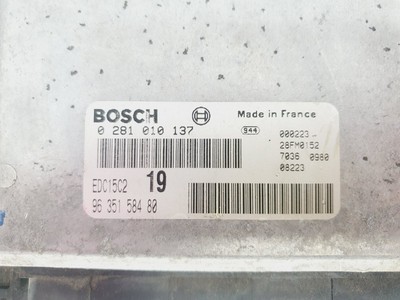 BOSCH Made in France
0 281 010 137 944 000223-
28FM0152
7036 0980
08223
EDC15C2 19
96 351 584 80